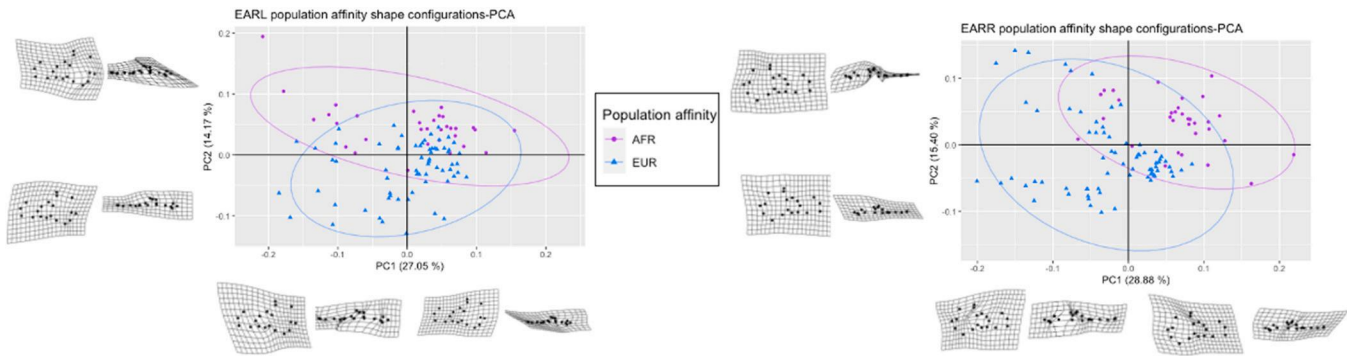 EARL population affinity shape configurations-PCA
0.2
0.1
0.0
-0.1
PC2 (14.17 %)
-0.2
-0.1
0.0
0.1
0.2
PC1 (27.05 %)
Population affinity
AFR
EUR
EARR population affinity shape configurations-PCA
0.1
0.0
-0.1
PC2 (15.40 %)
-0.2
-0.1
0.0
0.1
0.2
PC1 (28.88 %)